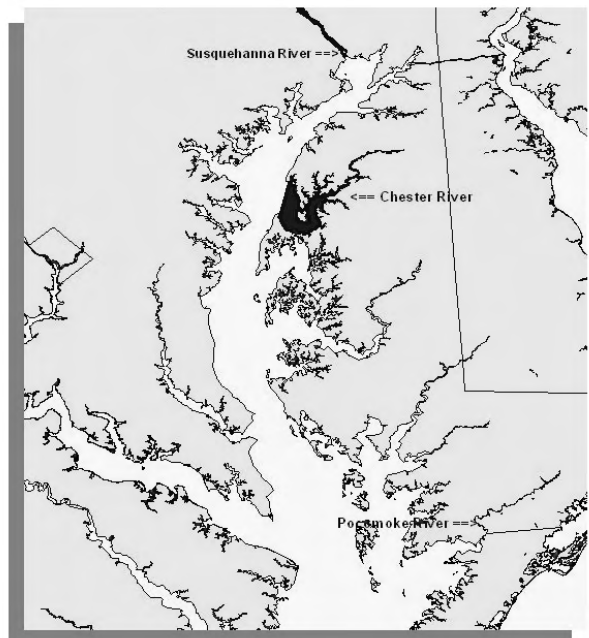 Susquehanna River ==>
<== Chester River
Pocomoke River ==>